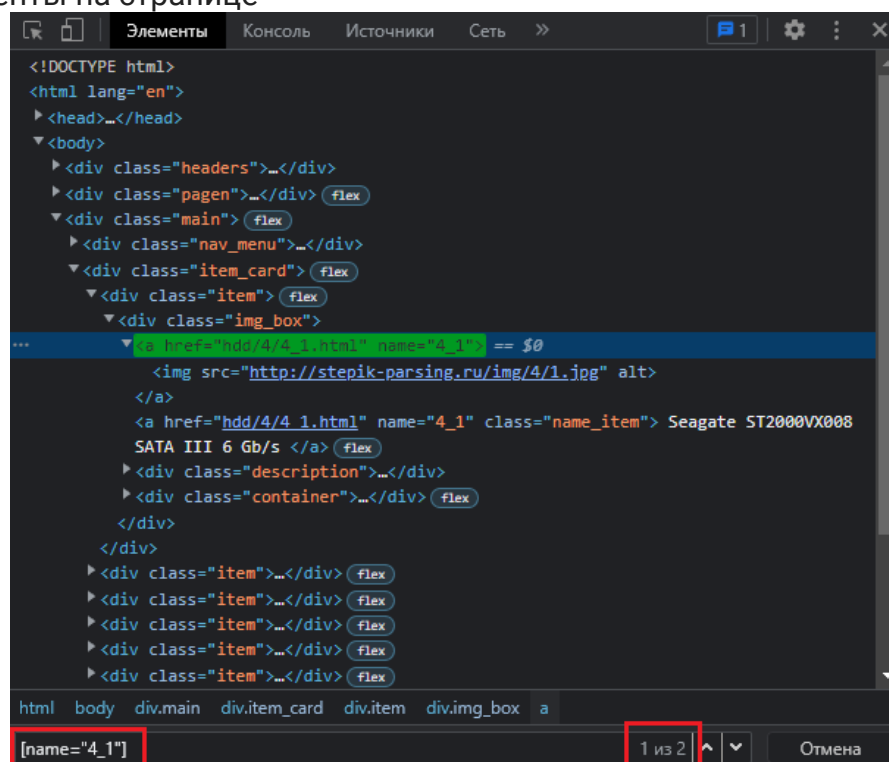 енты на странице
Элементы Консоль Источники Сеть » 1
<!DOCTYPE html>
<html lang="en">
<head>…</head>
<body>
<div class="headers">…</div>
<div class="pagen">…</div> flex
<div class="main"> flex
<div class="nav_menu">…</div>
<div class="item_card"> flex
<div class="item"> flex
<div class="img_box">
<a href="hdd/4/4_1.html" name="4_1"> == $0
<img src="http://stepik-parsing.ru/img/4/1.jpg" alt>
</a>
<a href="hdd/4/4_1.html" name="4_1" class="name_item"> Seagate ST2000VX008
SATA III 6 Gb/s </a> flex
<div class="description">…</div>
<div class="container">…</div> flex
</div>
</div>
<div class="item">…</div> flex
<div class="item">…</div> flex
<div class="item">…</div> flex
<div class="item">…</div> flex
<div class="item">…</div> flex
html body div.main div.item_card div.item div.img_box a
[name="4_1"] 1 из 2 Отмена